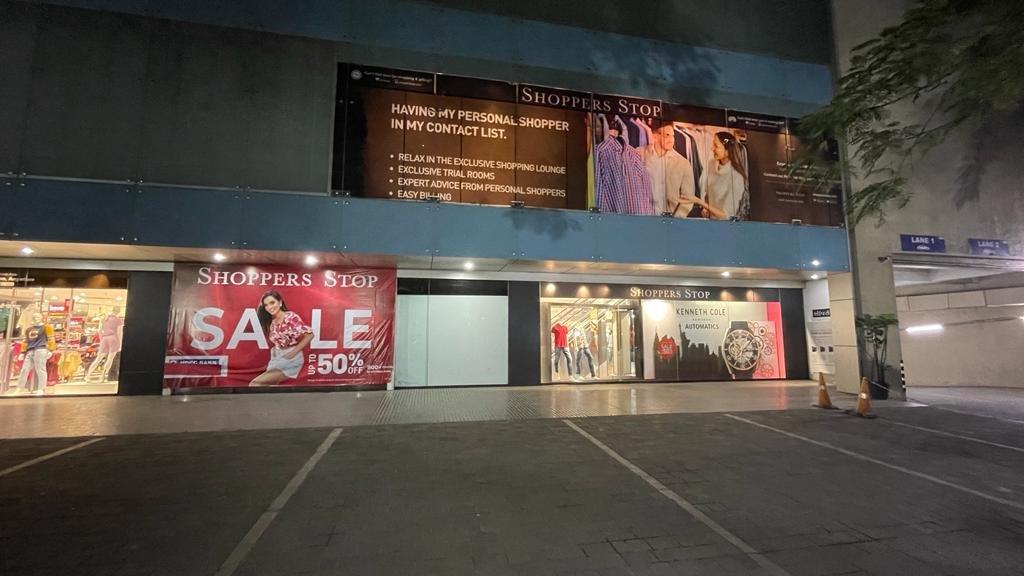 SHOPPERS STOP
HAVING MY PERSONAL SHOPPER
IN MY CONTACT LIST.
• RELAX IN THE EXCLUSIVE SHOPPING LOUNGE
• EXCLUSIVE TRIAL ROOMS
• EXPERT ADVICE FROM PERSONAL SHOPPERS
• EASY BILLING
LANE 1
LANE 2
SHOPPERS STOP
SALE
UP TO 50% OFF
SHOPPERS STOP
KENNETH COLE
NEW YORK
AUTOMATICS